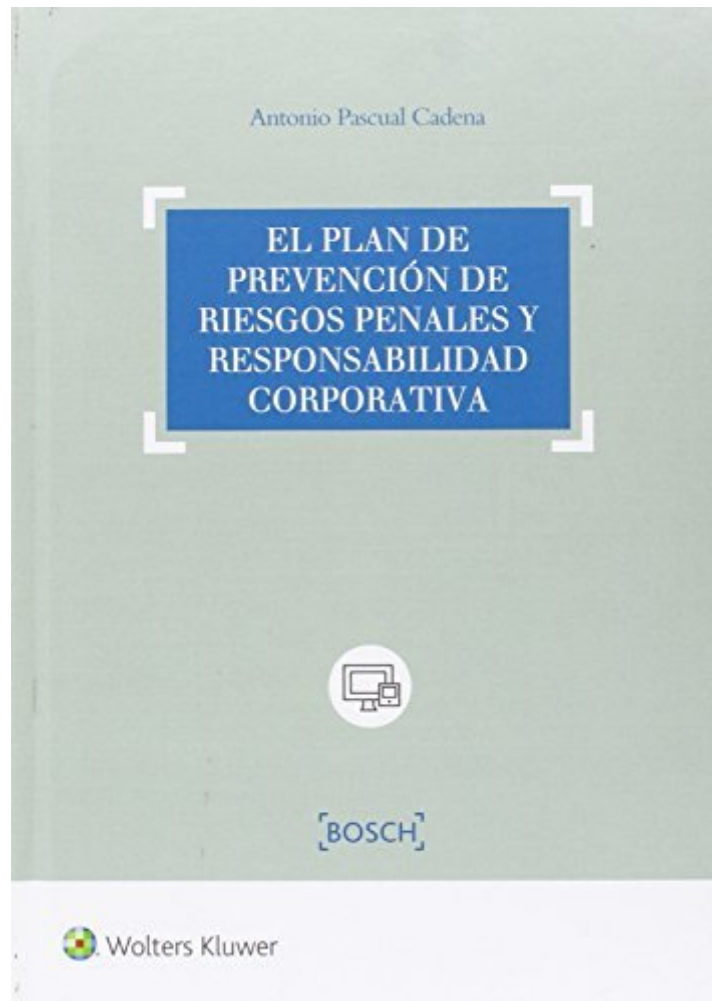 Antonio Pascual Cadena
EL PLAN DE
PREVENCIÓN DE
RIESGOS PENALES Y
RESPONSABILIDAD
CORPORATIVA
[BOSCH]
Wolters Kluwer